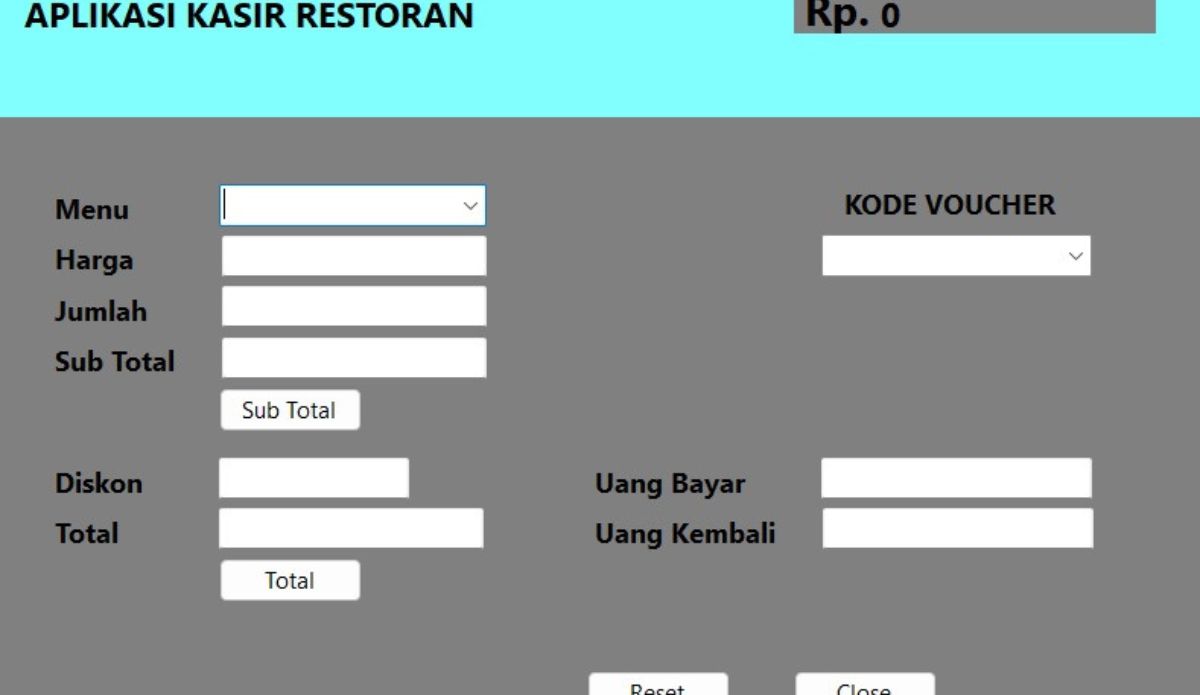 APLIKASI KASIR RESTORAN
Rp. 0
Menu
KODE VOUCHER
Harga
Jumlah
Sub Total
Sub Total
Diskon
Uang Bayar
Total
Uang Kembali
Total
Reset
Close